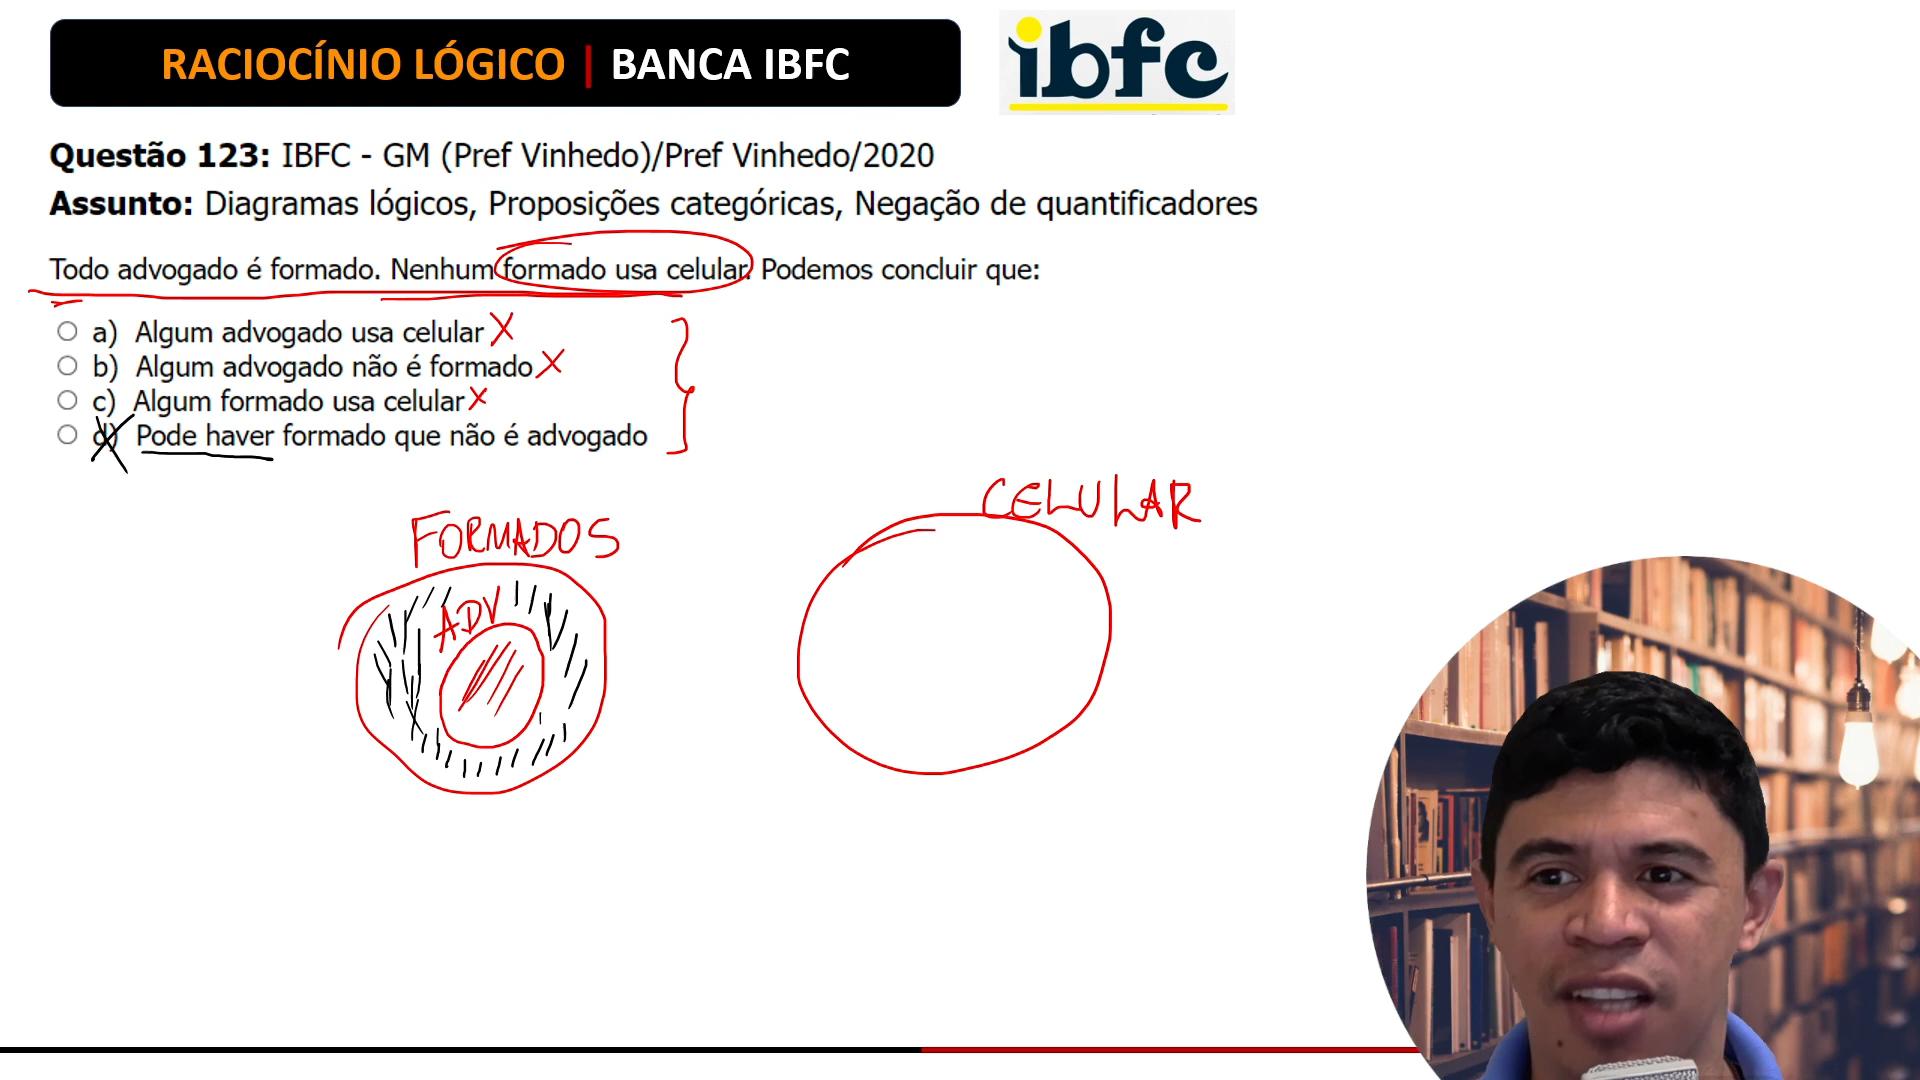 RACIOCÍNIO LÓGICO | BANCA IBFC
ibfc
Questão 123: IBFC - GM (Pref Vinhedo)/Pref Vinhedo/2020
Assunto: Diagramas lógicos, Proposições categóricas, Negação de quantificadores
Todo advogado é formado. Nenhum formado usa celular. Podemos concluir que:
a) Algum advogado usa celular X
b) Algum advogado não é formado X
c) Algum formado usa celular X
d) Pode haver formado que não é advogado
CELULAR
FORMADOS
ADV